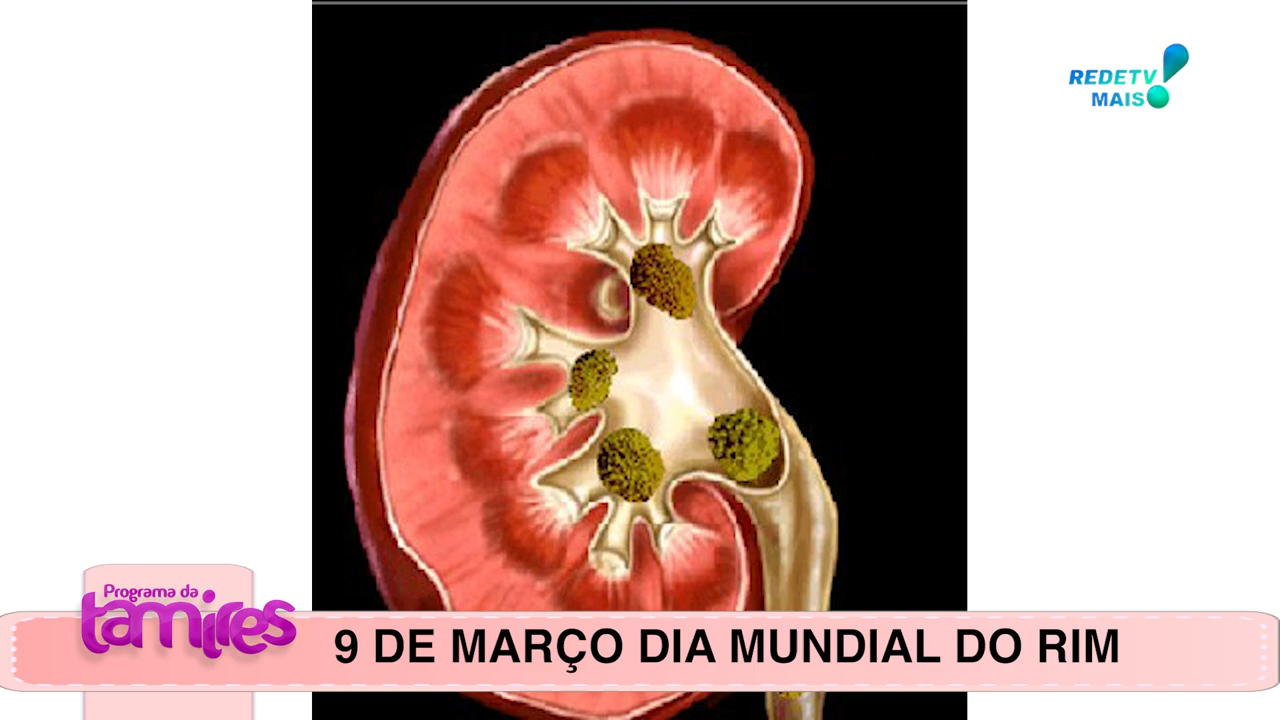 REDETV
MAIS
Programa da
tamires
9 DE MARÇO DIA MUNDIAL DO RIM